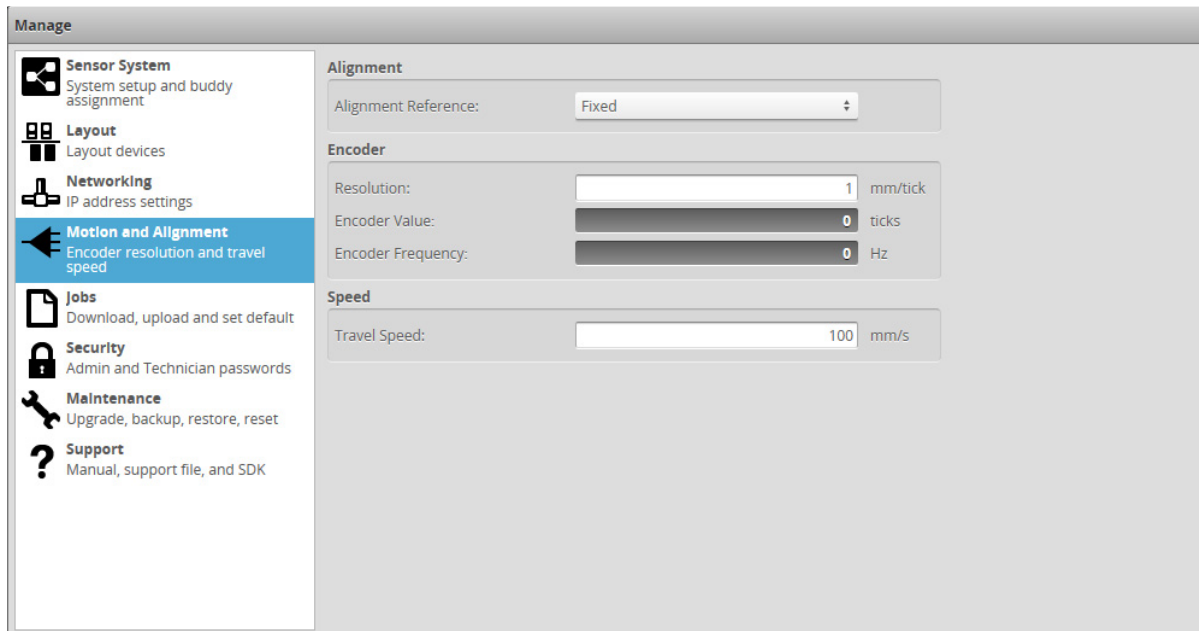 Manage
Sensor System
System setup and buddy
assignment
Layout
Layout devices
Networking
IP address settings
Motion and Alignment
Encoder resolution and travel
speed
Jobs
Download, upload and set default
Security
Admin and Technician passwords
Maintenance
Upgrade, backup, restore, reset
Support
Manual, support file, and SDK
Alignment
Alignment Reference: Fixed
Encoder
Resolution: 1 mm/tick
Encoder Value: 0 ticks
Encoder Frequency: 0 Hz
Speed
Travel Speed: 100 mm/s